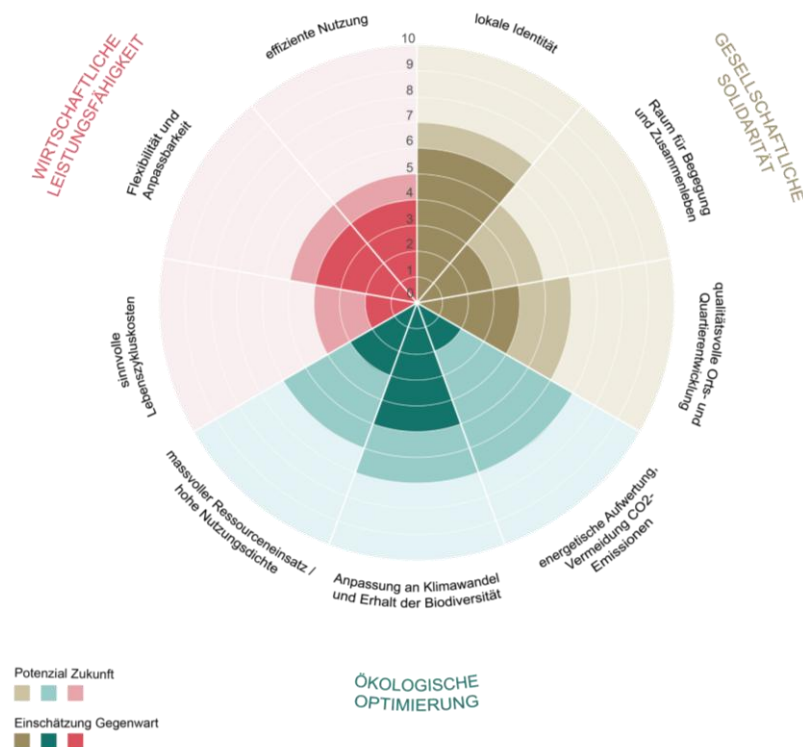 WIRTSCHAFTLICHE
LEISTUNGSFÄHIGKEIT
effiziente Nutzung
lokale Identität
GESELLSCHAFTLICHE
SOLIDARITÄT
Flexibilität und
Anpassbarkeit
Raum für Begegung
und Zusammenleben
10
9
8
7
6
5
4
3
2
1
0
sinnvolle
Lebenszykluskosten
qualitätsvolle Orts- und
Quartierentwicklung
massvoller Ressourceneinsatz /
hohe Nutzungsdichte
Anpassung an Klimawandel
und Erhalt der Biodiversität
energetische Aufwertung,
Vermeidung CO2-
Emissionen
ÖKOLOGISCHE
OPTIMIERUNG
Potenzial Zukunft
Einschätzung Gegenwart